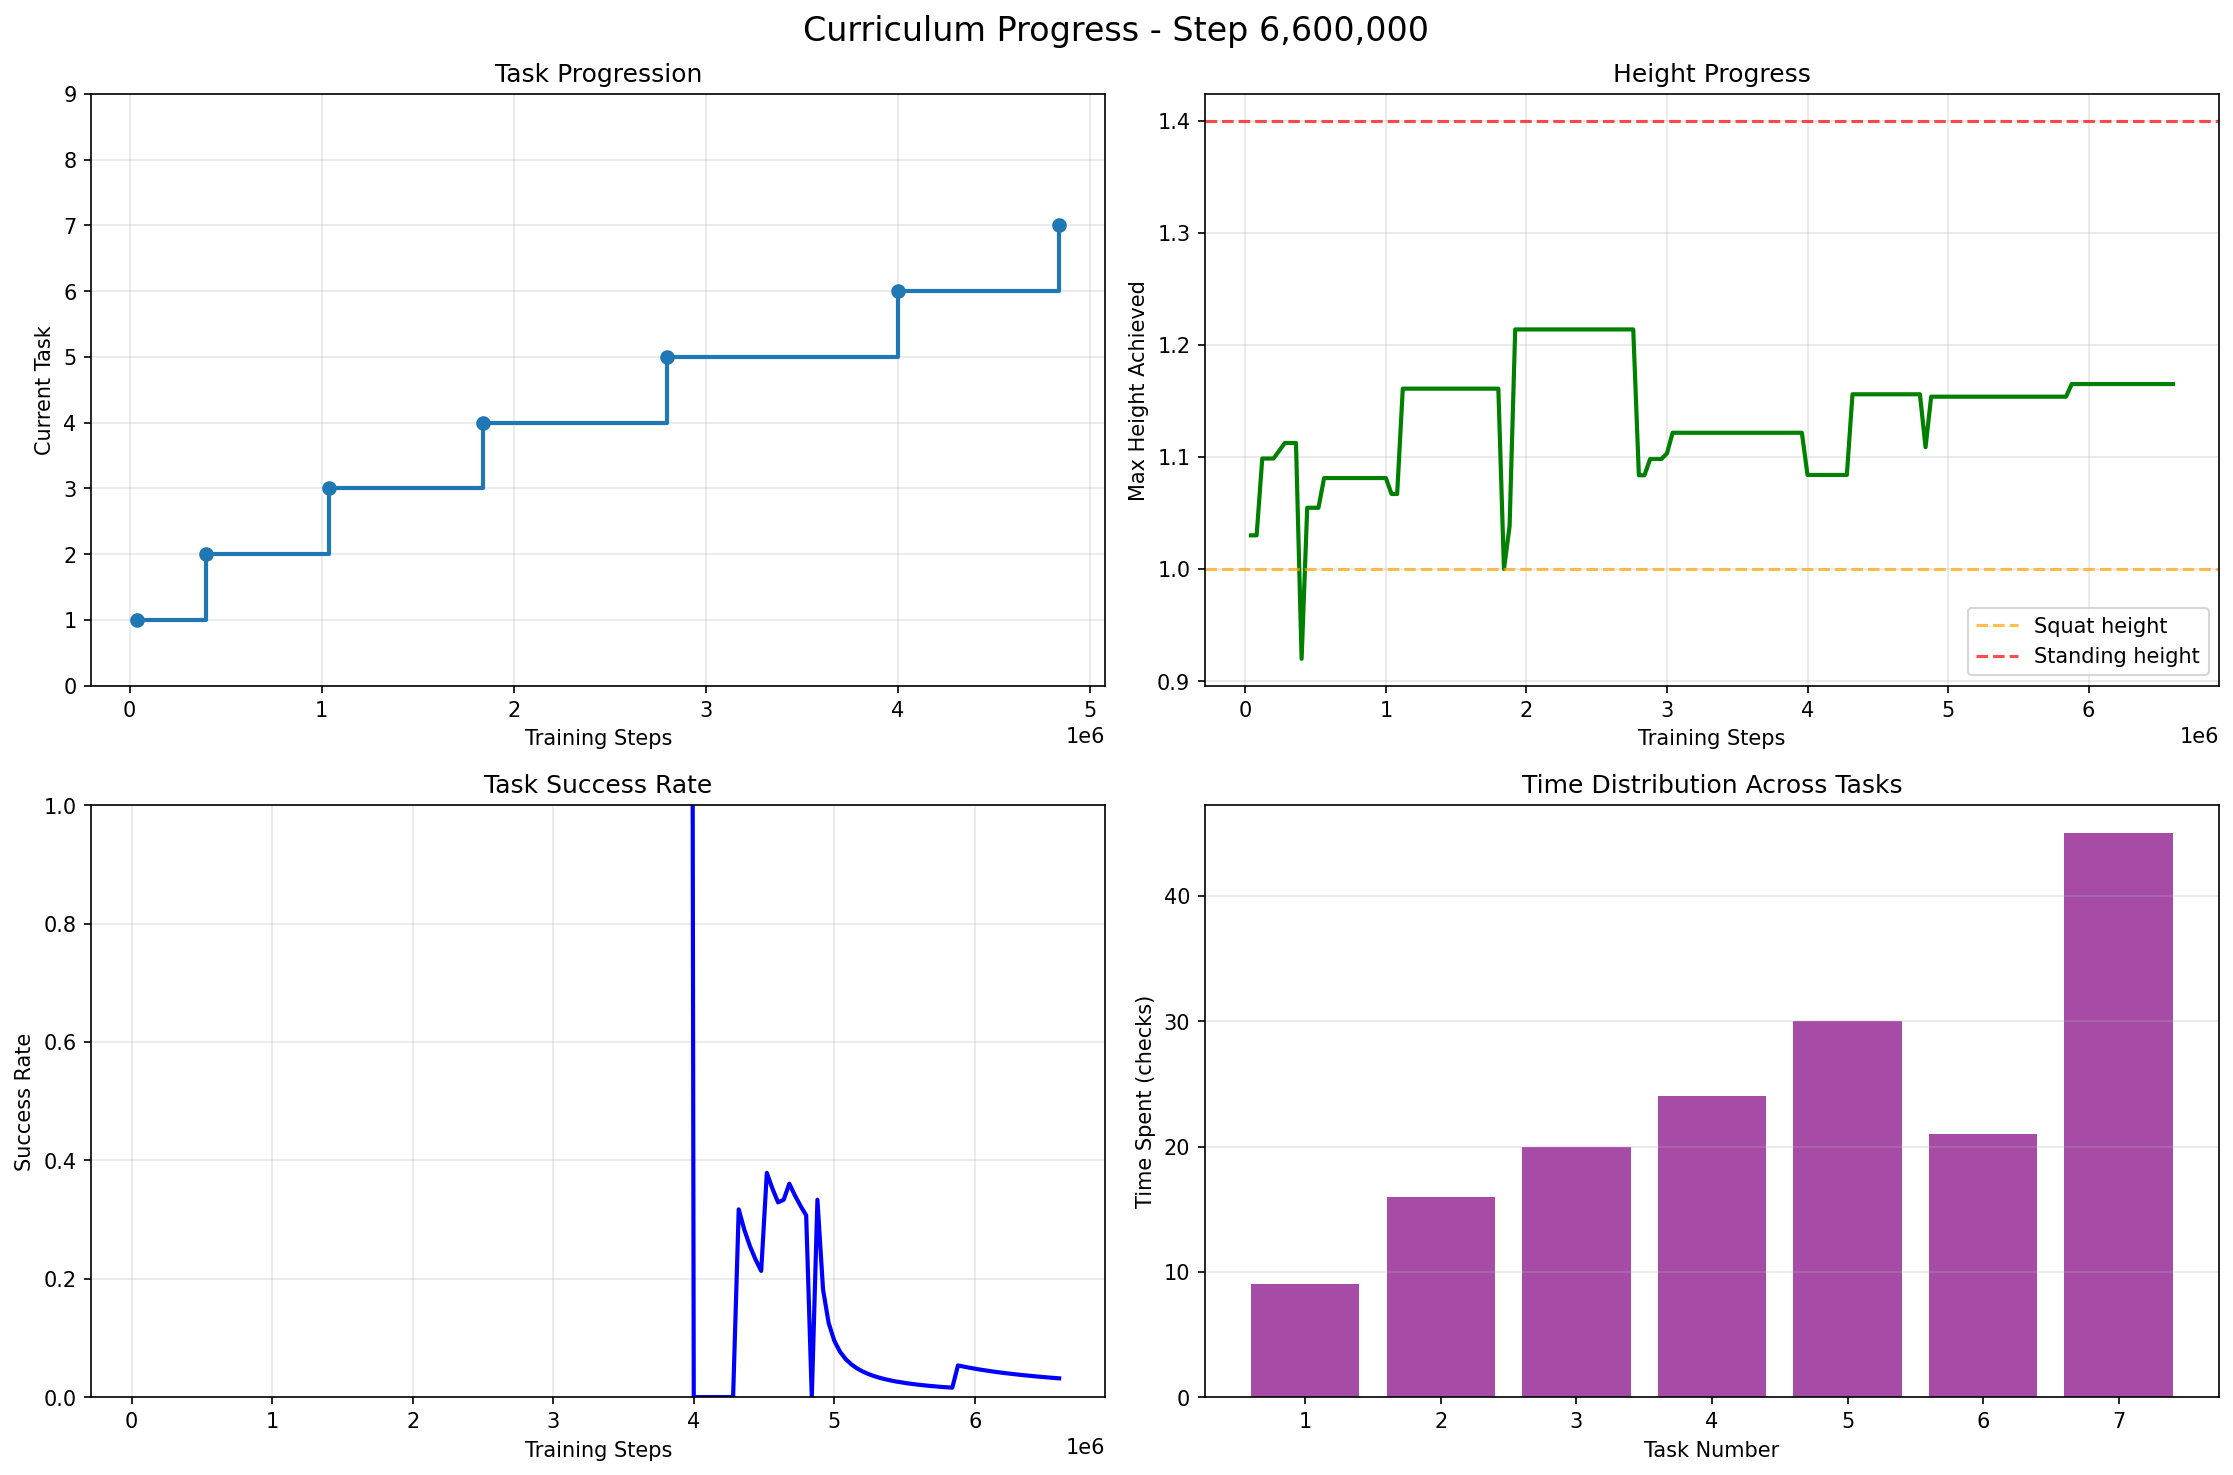 Curriculum Progress - Step 6,600,000
Task Progression
9
8
7
6
5
4
3
2
1
0
Current Task
0 1 2 3 4 5
1e6
Training Steps
Height Progress
1.4
1.3
1.2
1.1
1.0
0.9
Max Height Achieved
Squat height
Standing height
0 1 2 3 4 5 6
1e6
Training Steps
Task Success Rate
1.0
0.8
0.6
0.4
0.2
0.0
Success Rate
0 1 2 3 4 5 6
1e6
Training Steps
Time Distribution Across Tasks
40
30
20
10
0
Time Spent (checks)
1 2 3 4 5 6 7
Task Number